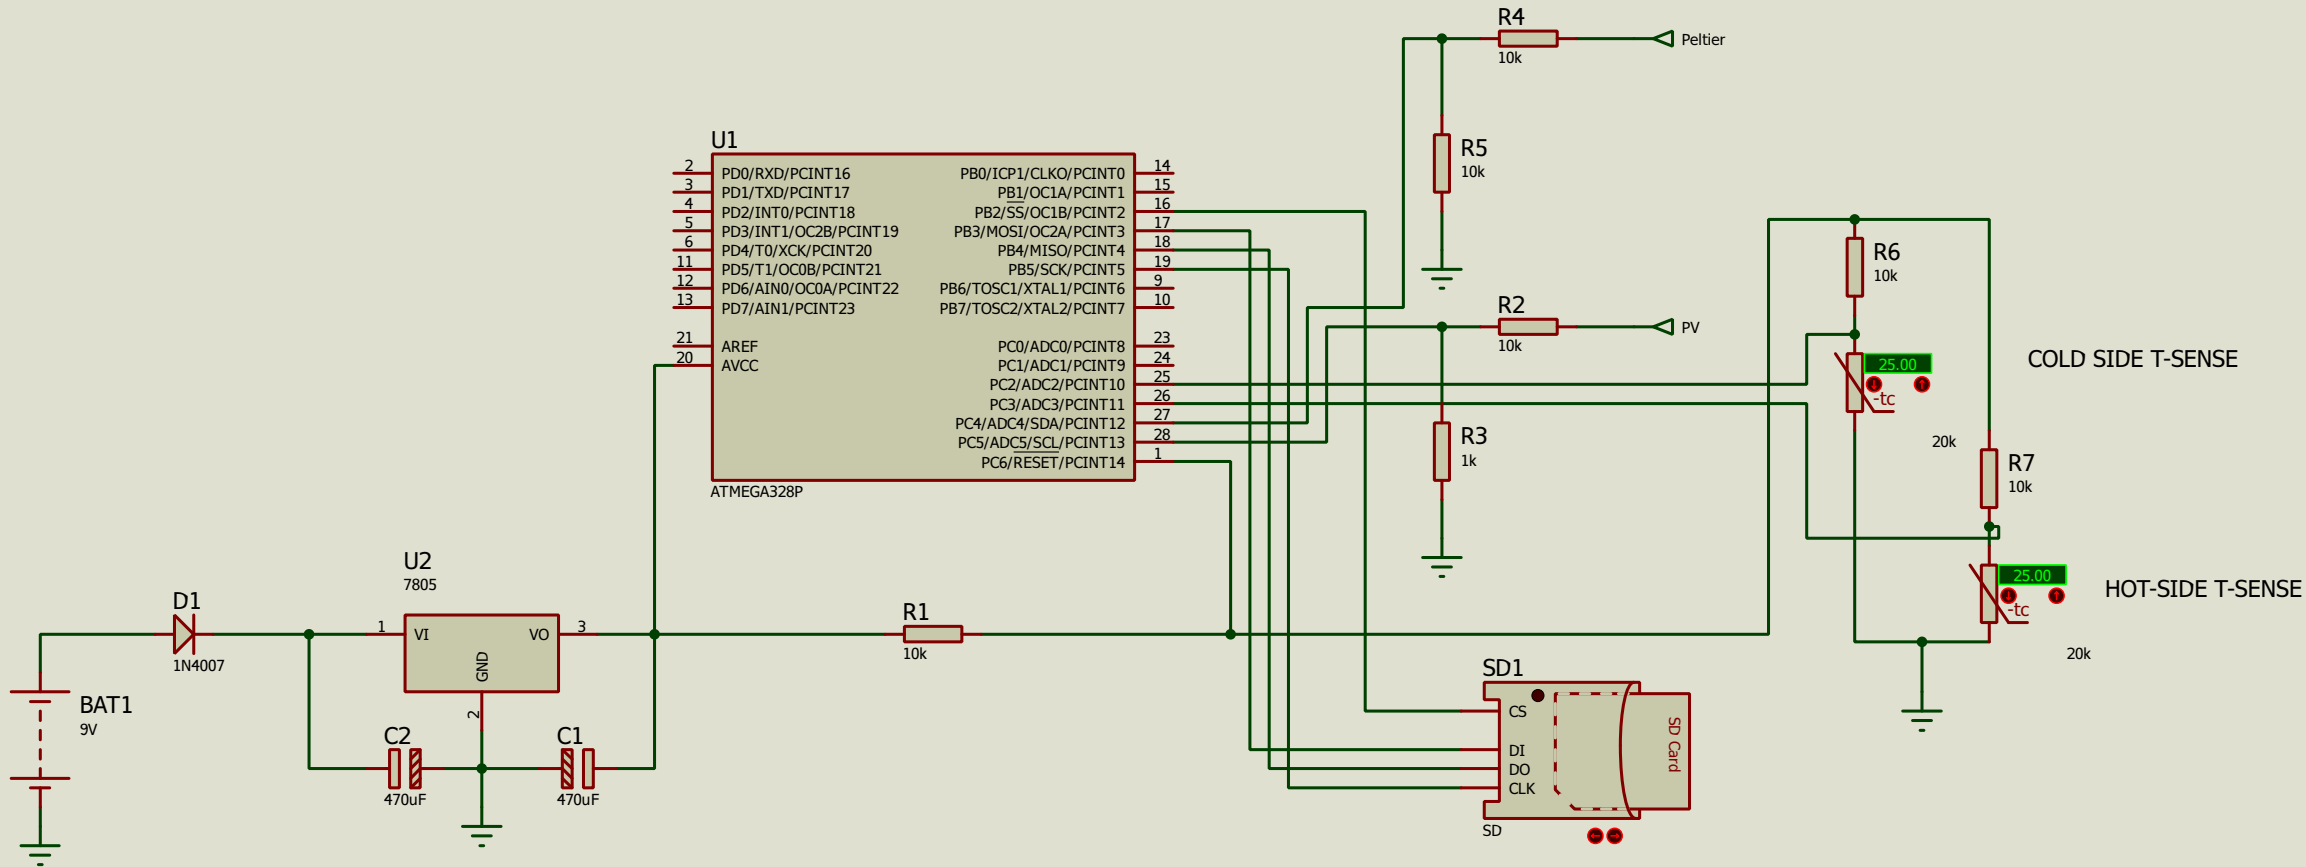 R4
10k
Peltier
R5
10k
U1
2
3
4
5
6
11
12
13
21
20
PD0/RXD/PCINT16
PD1/TXD/PCINT17
PD2/INT0/PCINT18
PD3/INT1/OC2B/PCINT19
PD4/T0/XCK/PCINT20
PD5/T1/OC0B/PCINT21
PD6/AIN0/OC0A/PCINT22
PD7/AIN1/PCINT23
AREF
AVCC
PB0/ICP1/CLKO/PCINT0
PB1/OC1A/PCINT1
PB2/SS/OC1B/PCINT2
PB3/MOSI/OC2A/PCINT3
PB4/MISO/PCINT4
PB5/SCK/PCINT5
PB6/TOSC1/XTAL1/PCINT6
PB7/TOSC2/XTAL2/PCINT7
PC0/ADC0/PCINT8
PC1/ADC1/PCINT9
PC2/ADC2/PCINT10
PC3/ADC3/PCINT11
PC4/ADC4/SDA/PCINT12
PC5/ADC5/SCL/PCINT13
PC6/RESET/PCINT14
14
15
16
17
18
19
9
10
23
24
25
26
27
28
1
ATMEGA328P
R2
10k
PV
R3
1k
R6
10k
25.00
-tc
20k
COLD SIDE T-SENSE
R7
10k
25.00
-tc
20k
HOT-SIDE T-SENSE
U2
7805
1
VI
VO
3
GND
2
D1
1N4007
BAT1
9V
C2
470uF
C1
470uF
R1
10k
SD1
CS
DI
DO
CLK
SD Card
SD